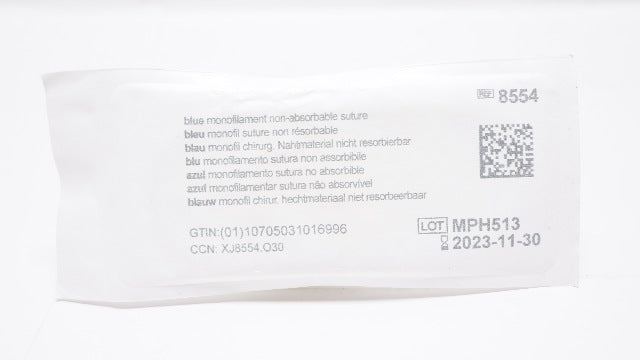 REF 8554
blue monofilament non-absorbable suture
bleu monofil suture non résorbable
blau monofil chirurg. Nahtmaterial nicht resorbierbar
blu monofilamento sutura non assorbibile
azul monofilamento sutura no absorbible
azul monofilamentar sutura não absorvível
blauw monofil chirur. hechtmateriaal niet resorbeerbaar
GTIN:(01)10705031016996
CCN: XJ8554.O30
LOT MPH513
2023-11-30